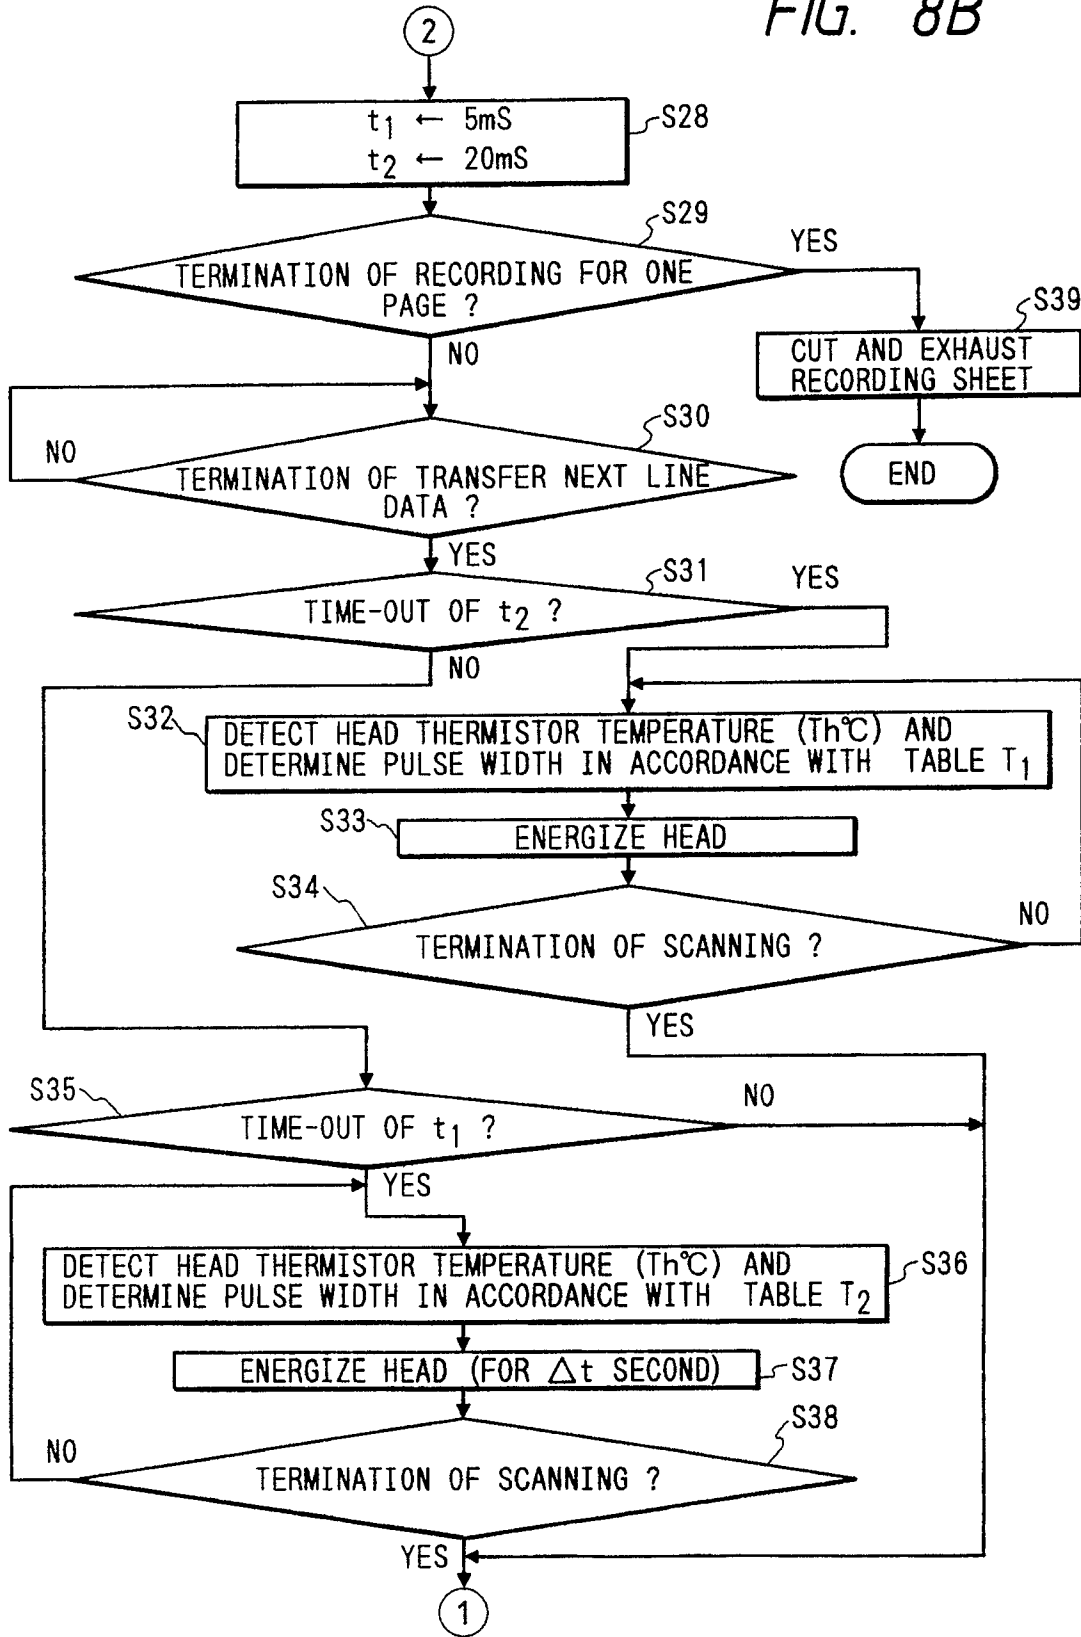 FIG. 8B
2
t1 ← 5mS
t2 ← 20mS
S28
S29
YES
TERMINATION OF RECORDING FOR ONE
PAGE ?
NO
S39
CUT AND EXHAUST
RECORDING SHEET
END
S30
NO
TERMINATION OF TRANSFER NEXT LINE
DATA ?
YES
S31
YES
TIME-OUT OF t2 ?
NO
S32
DETECT HEAD THERMISTOR TEMPERATURE (Th℃) AND
DETERMINE PULSE WIDTH IN ACCORDANCE WITH TABLE T1
S33
ENERGIZE HEAD
S34
NO
TERMINATION OF SCANNING ?
YES
S35
NO
TIME-OUT OF t1 ?
YES
DETECT HEAD THERMISTOR TEMPERATURE (Th℃) AND
DETERMINE PULSE WIDTH IN ACCORDANCE WITH TABLE T2
S36
ENERGIZE HEAD (FOR △t SECOND)
S37
S38
NO
TERMINATION OF SCANNING ?
YES
1